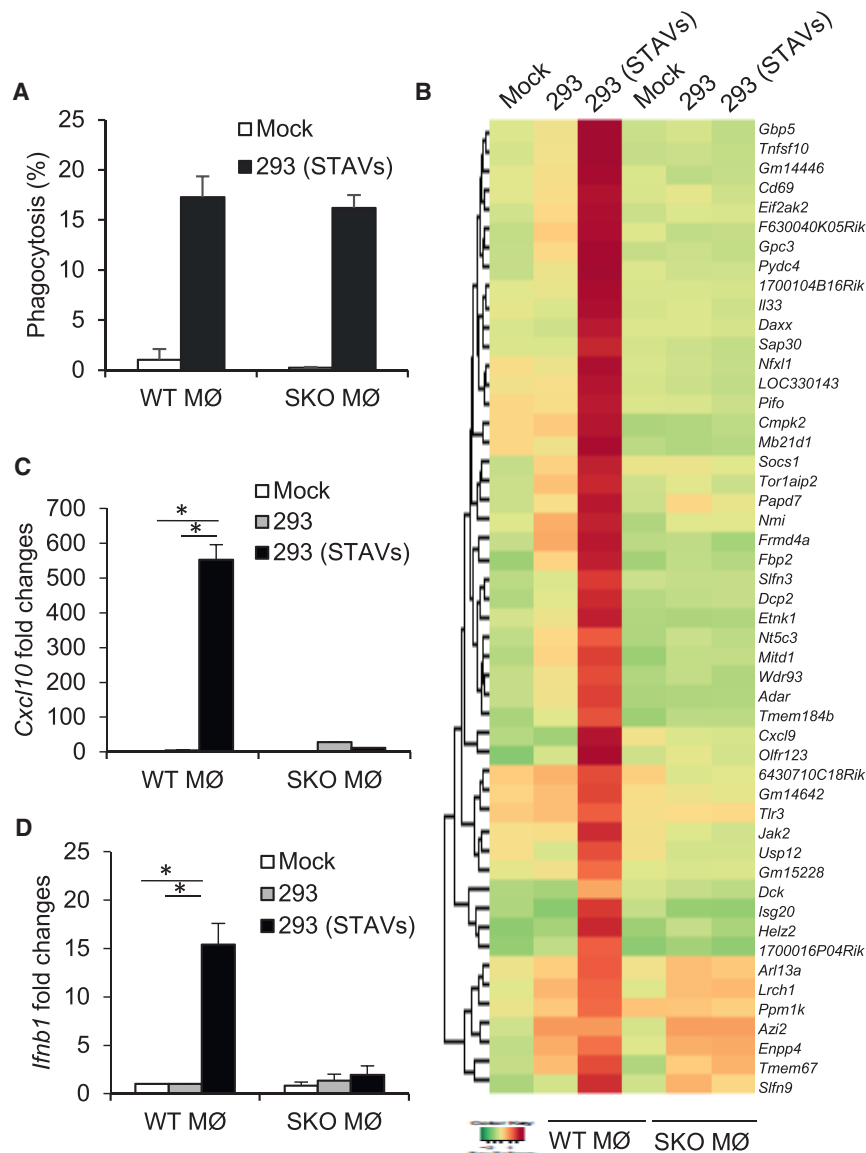 A
Phagocytosis (%)
25
20
15
10
5
0
Mock
293 (STAVs)
WT MØ
SKO MØ
B
Mock
293
293 (STAVs)
Mock
293
293 (STAVs)
Gbp5
Tnfsf10
Gm14446
Cd69
Eif2ak2
F630040K05Rik
Gpc3
Pydc4
1700104B16Rik
Il33
Daxx
Sap30
Nfxl1
LOC330143
Pifo
Cmpk2
Mb21d1
Socs1
Tor1aip2
Papd7
Nmi
Frmd4a
Fbp2
Slfn3
Dcp2
Etnk1
Nt5c3
Mitd1
Wdr93
Adar
Tmem184b
Cxcl9
Olfr123
6430710C18Rik
Gm14642
Tlr3
Jak2
Usp12
Gm15228
Dck
Isg20
Helz2
1700016P04Rik
Arl13a
Lrch1
Ppm1k
Azi2
Enpp4
Tmem67
Slfn9
WT MØ
SKO MØ
C
Cxcl10 fold changes
700
600
500
400
300
200
100
0
Mock
293
293 (STAVs)
*
*
WT MØ
SKO MØ
D
Ifnb1 fold changes
25
20
15
10
5
0
Mock
293
293 (STAVs)
*
*
WT MØ
SKO MØ